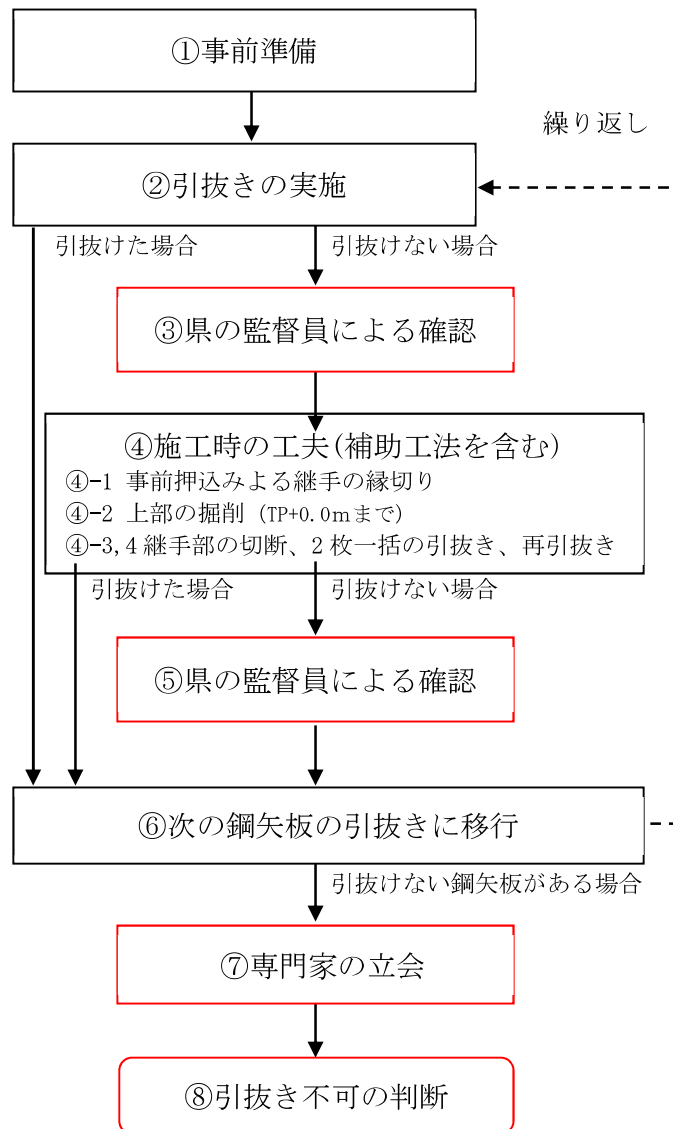 ①事前準備
繰り返し
②引抜きの実施
引抜けた場合
引抜けない場合
③県の監督員による確認
④施工時の工夫(補助工法を含む)
④-1 事前押込みよる継手の縁切り
④-2 上部の掘削 (TP+0.0mまで)
④-3,4 継手部の切断、2枚一括の引抜き、再引抜き
引抜けた場合
引抜けない場合
⑤県の監督員による確認
⑥次の鋼矢板の引抜きに移行
引抜けない鋼矢板がある場合
⑦専門家の立会
⑧引抜き不可の判断